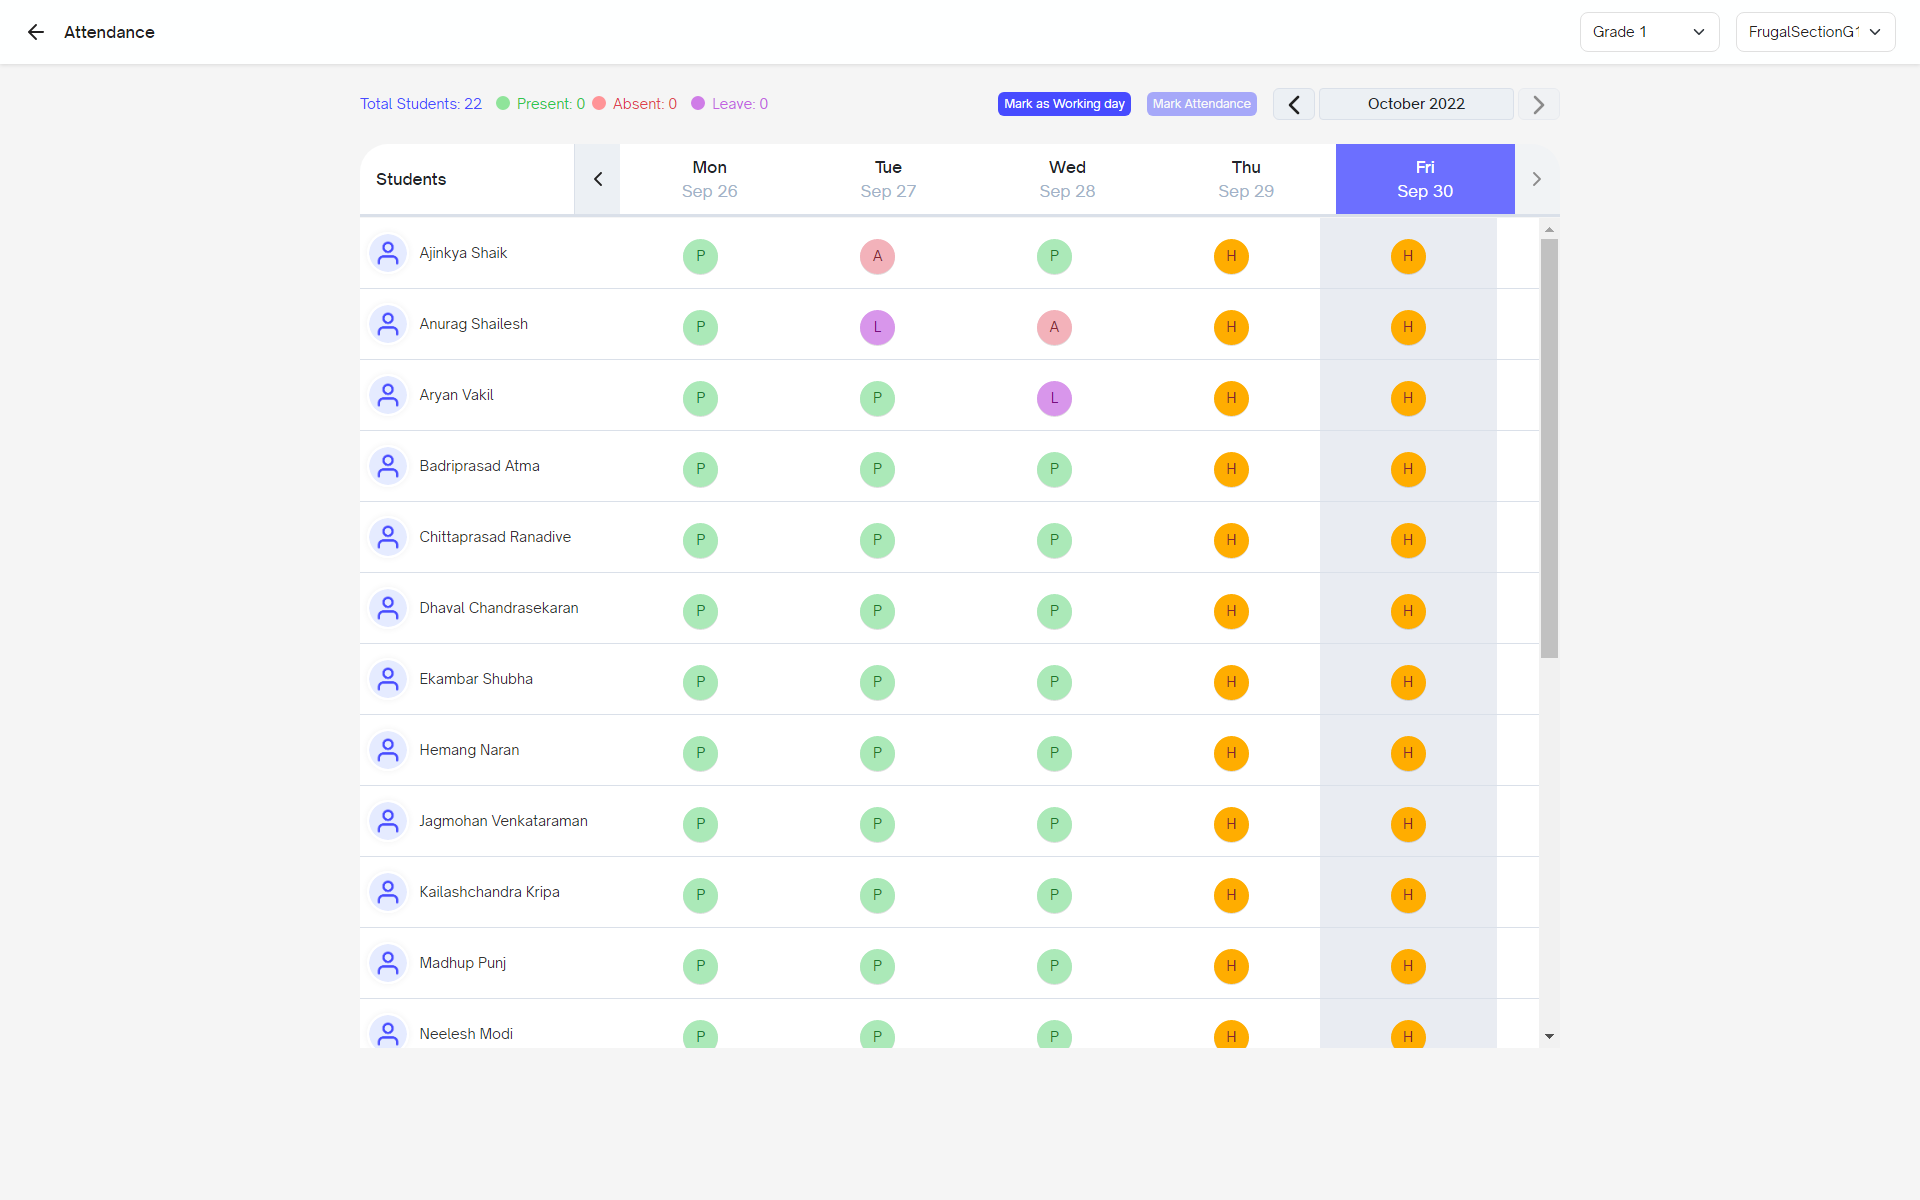 Attendance
Grade 1
FrugalSectionG1
Total Students: 22 Present: 0 Absent: 0 Leave: 0
Mark as Working day
Mark Attendance
October 2022
Students Mon Tue Wed Thu Fri
Sep 26 Sep 27 Sep 28 Sep 29 Sep 30
Ajinkya Shaik P A P H H
Anurag Shailesh P L A H H
Aryan Vakil P P L H H
Badriprasad Atma P P P H H
Chittaprasad Ranadive P P P H H
Dhaval Chandrasekaran P P P H H
Ekambar Shubha P P P H H
Hemang Naran P P P H H
Jagmohan Venkataraman P P P H H
Kailashchandra Kripa P P P H H
Madhup Punj P P P H H
Neelesh Modi P P P H H